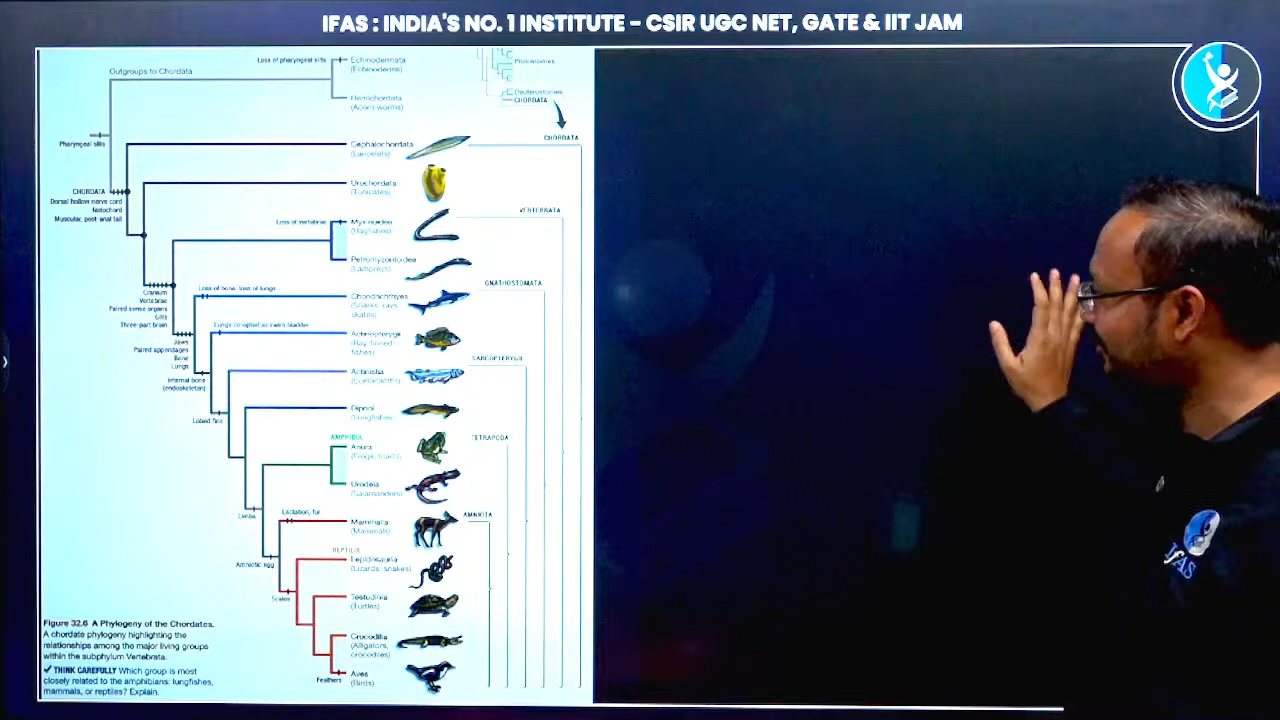 IFAS : INDIA'S NO. 1 INSTITUTE - CSIR UGC NET, GATE & IIT JAM
Outgroups to Chordata
Loss of pharyngeal slits
Echinodermata
(Echinoderms)
Hemichordata
(Acorn worms)
Protostomes
Deuterostomes
CHORDATA
Pharyngeal slits
CHORDATA
Cephalochordata
(Lancelets)
CHORDATA
Dorsal hollow nerve cord
Notochord
Muscular, post-anal tail
Urochordata
(Tunicates)
VERTEBRATA
Loss of vertebrae
Myxinoidea
(Hagfishes)
Petromyzontoidea
(Lampreys)
Cranium
Vertebrae
Paired sense organs
Gills
Three-part brain
GNATHOSTOMATA
Loss of bone, loss of lungs
Chondrichthyes
(Sharks, rays,
skates)
Jaws
Paired appendages
Bone
Lungs
Lungs co-opted as swim bladder
Actinopterygii
(Ray-finned
fishes)
Internal bone
(endoskeleton)
SARCOPTERYGII
Actinistia
(Coelacanths)
Lobed fins
Dipnoi
(Lungfishes)
AMPHIBIA
TETRAPODA
Anura
(Frogs, toads)
Urodela
(Salamanders)
Limbs
Lactation, fur
AMNIOTA
Mammalia
(Mammals)
Amniotic egg
REPTILIA
Lepidosauria
(Lizards, snakes)
Scales
Testudinia
(Turtles)
Crocodilia
(Alligators,
crocodiles)
Feathers
Aves
(Birds)
Figure 32.6 A Phylogeny of the Chordates.
A chordate phylogeny highlighting the
relationships among the major living groups
within the subphylum Vertebrata.
✓ THINK CAREFULLY Which group is most
closely related to the amphibians: lungfishes,
mammals, or reptiles? Explain.
IFAS